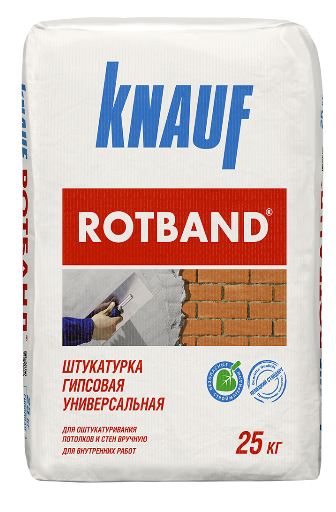 KNAUF
ROTBAND®
ШТУКАТУРКА
ГИПСОВАЯ
УНИВЕРСАЛЬНАЯ
ДЛЯ ОШТУКАТУРИВАНИЯ
ПОТОЛКОВ И СТЕН ВРУЧНУЮ
ДЛЯ ВНУТРЕННИХ РАБОТ
25 КГ